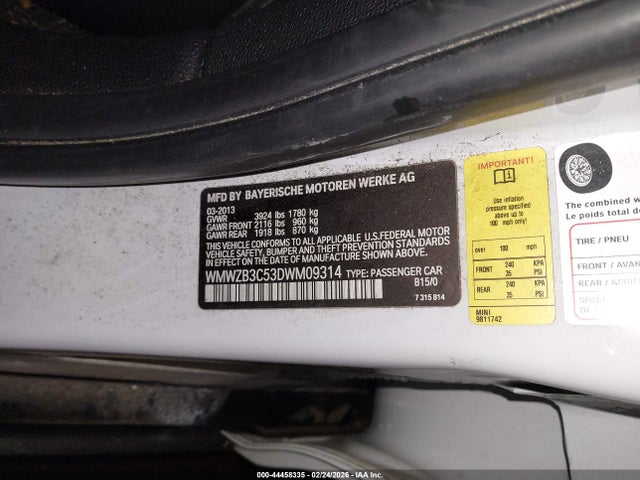 MFD BY BAYERISCHE MOTOREN WERKE AG
03-2013
GVWR 3924 lbs 1780 kg
GAWR FRONT 2116 lbs 960 kg
GAWR REAR 1918 lbs 870 kg
THIS VEHICLE CONFORMS TO ALL APPLICABLE U.S.FEDERAL MOTOR
VEHICLE SAFETY, BUMPER, AND THEFT PREVENTION STANDARDS
IN EFFECT ON THE DATE OF MANUFACTURE SHOWN ABOVE.
WMWZB3C53DWM09314 TYPE: PASSENGER CAR
B15/0
7 315 814
IMPORTANT!
Use inflation
pressure specified
above up to
100 mph only!
over 100 mph
FRONT 240 KPA
35 PSI
REAR 240 KPA
35 PSI
MINI
9811742
The combined w
Le poids total do
TIRE / PNEU
FRONT / AVAN
REAR /
000-44458335 - 02/24/2026 - IAA Inc.